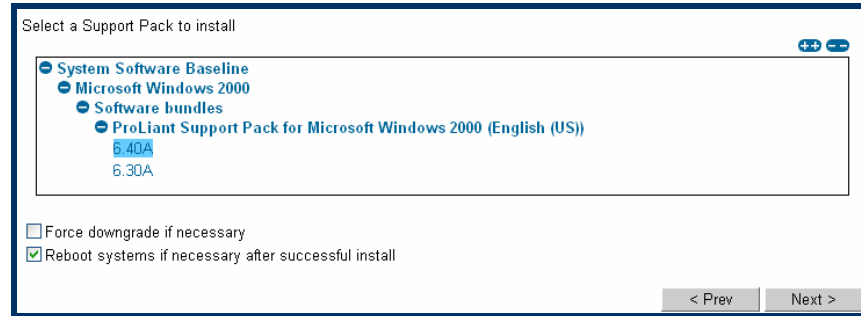 Select a Support Pack to install
System Software Baseline
Microsoft Windows 2000
Software bundles
ProLiant Support Pack for Microsoft Windows 2000 (English (US))
6.40A
6.30A
Force downgrade if necessary
Reboot systems if necessary after successful install
< Prev Next >